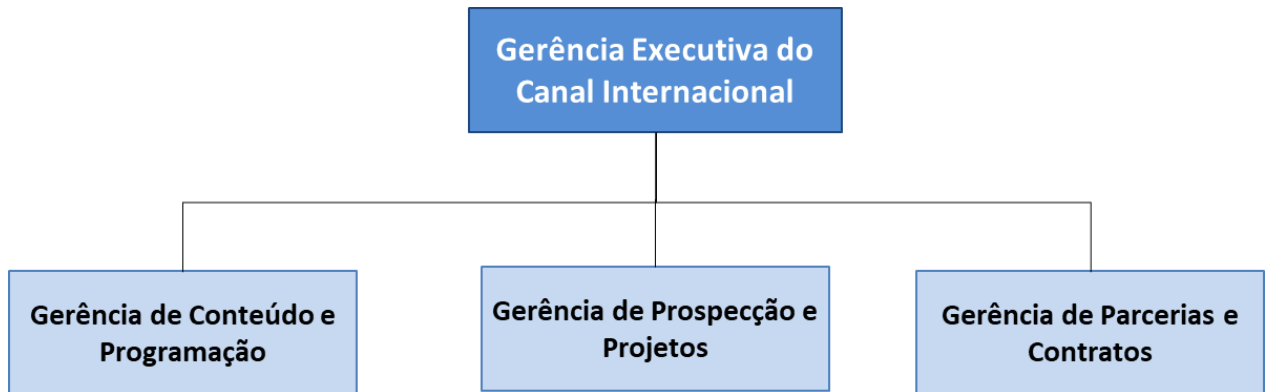 Gerência Executiva do
Canal Internacional
Gerência de Conteúdo e
Programação
Gerência de Prospecção e
Projetos
Gerência de Parcerias e
Contratos